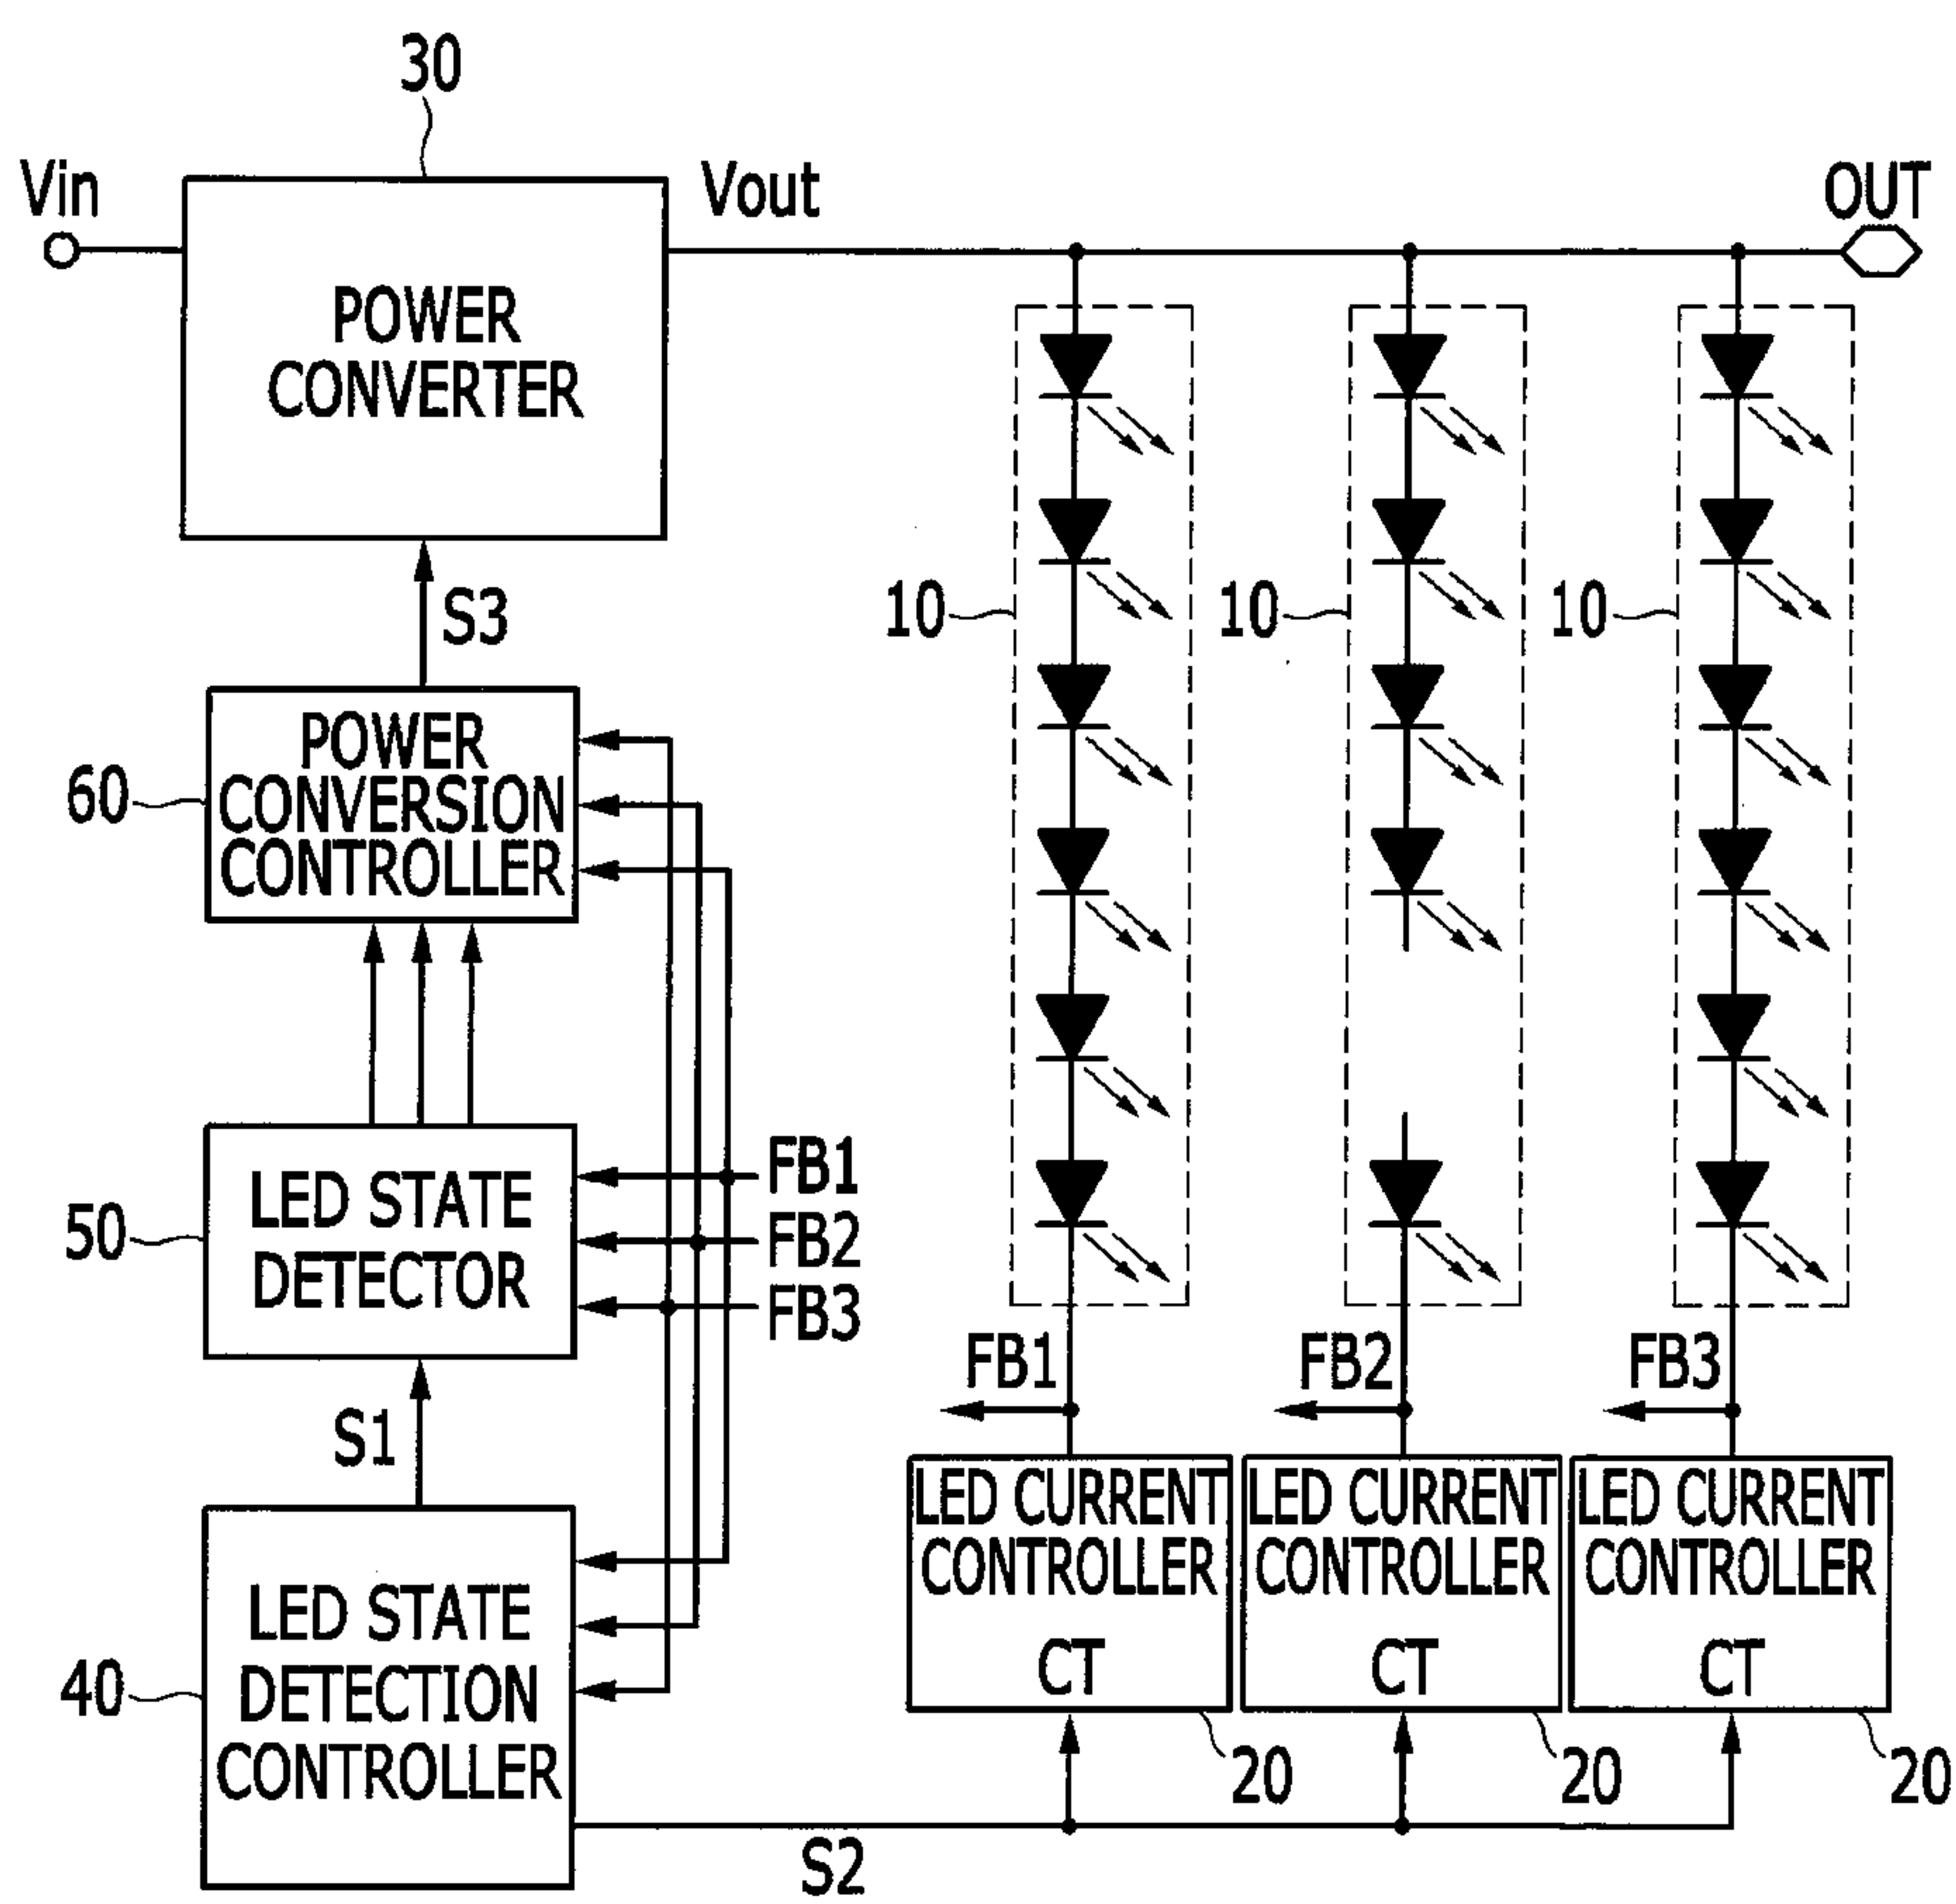 30
Vin
Vout
OUT
POWER
CONVERTER
S3
10
10
10
60
POWER
CONVERSION
CONTROLLER
50
LED STATE
DETECTOR
FB1
FB2
FB3
FB1
FB2
FB3
S1
40
LED STATE
DETECTION
CONTROLLER
LED CURRENT
CONTROLLER
CT
LED CURRENT
CONTROLLER
CT
LED CURRENT
CONTROLLER
CT
20
20
20
S2